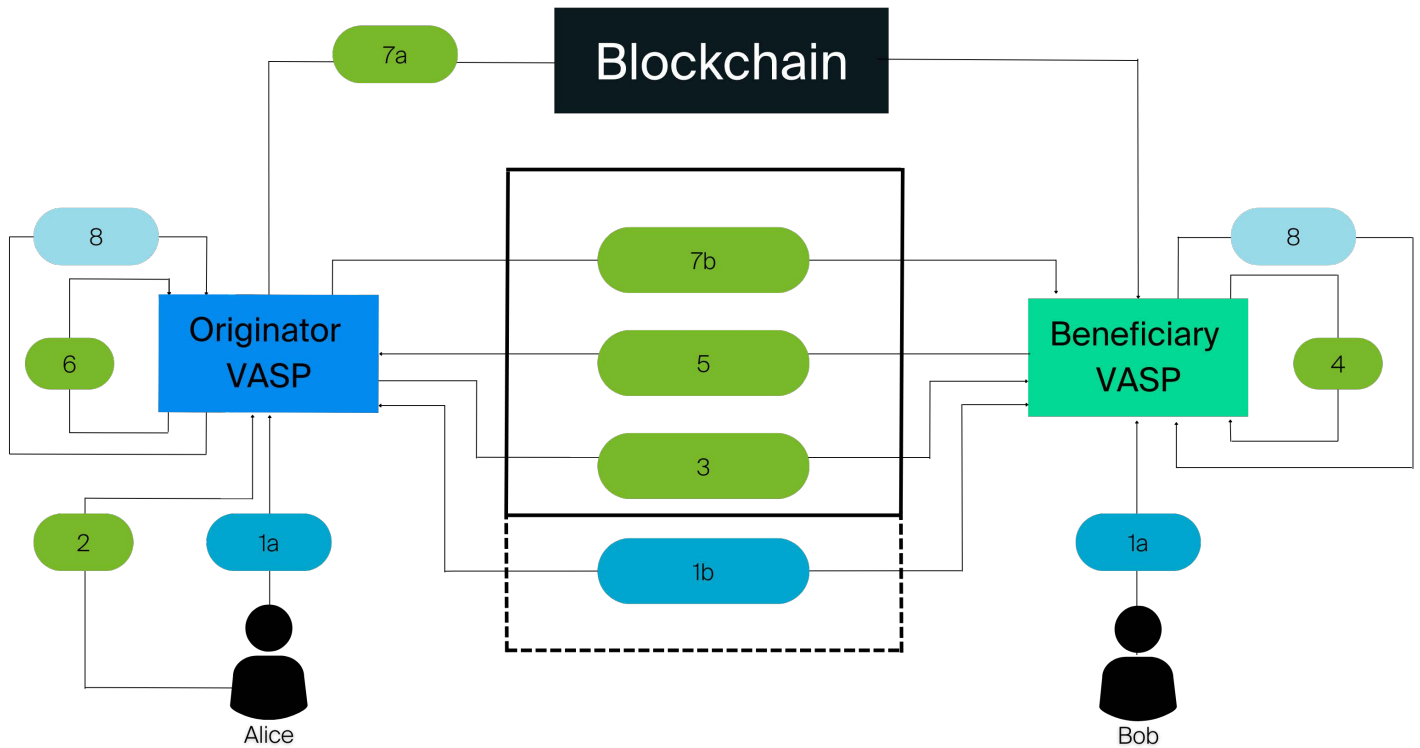 7a
Blockchain
8
7b
8
Originator
VASP
Beneficiary
VASP
6
5
4
3
2
1a
1b
1a
Alice
Bob